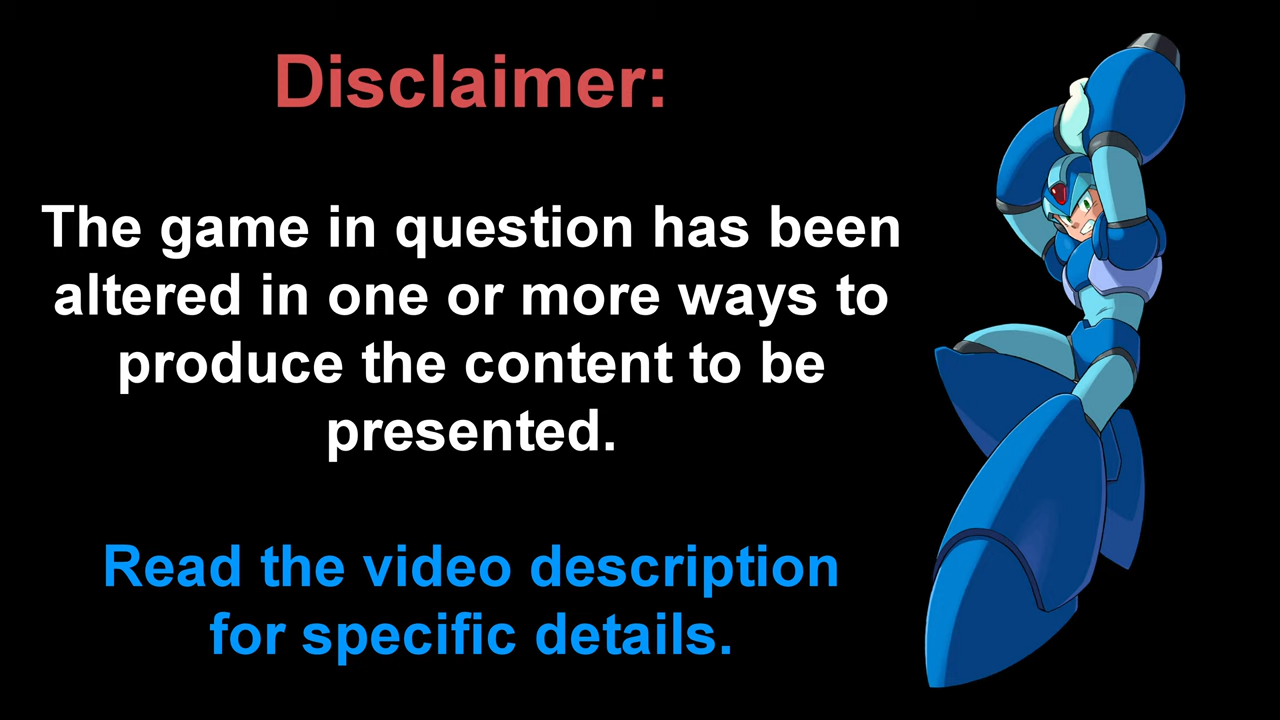 Disclaimer:
The game in question has been
altered in one or more ways to
produce the content to be
presented.
Read the video description
for specific details.